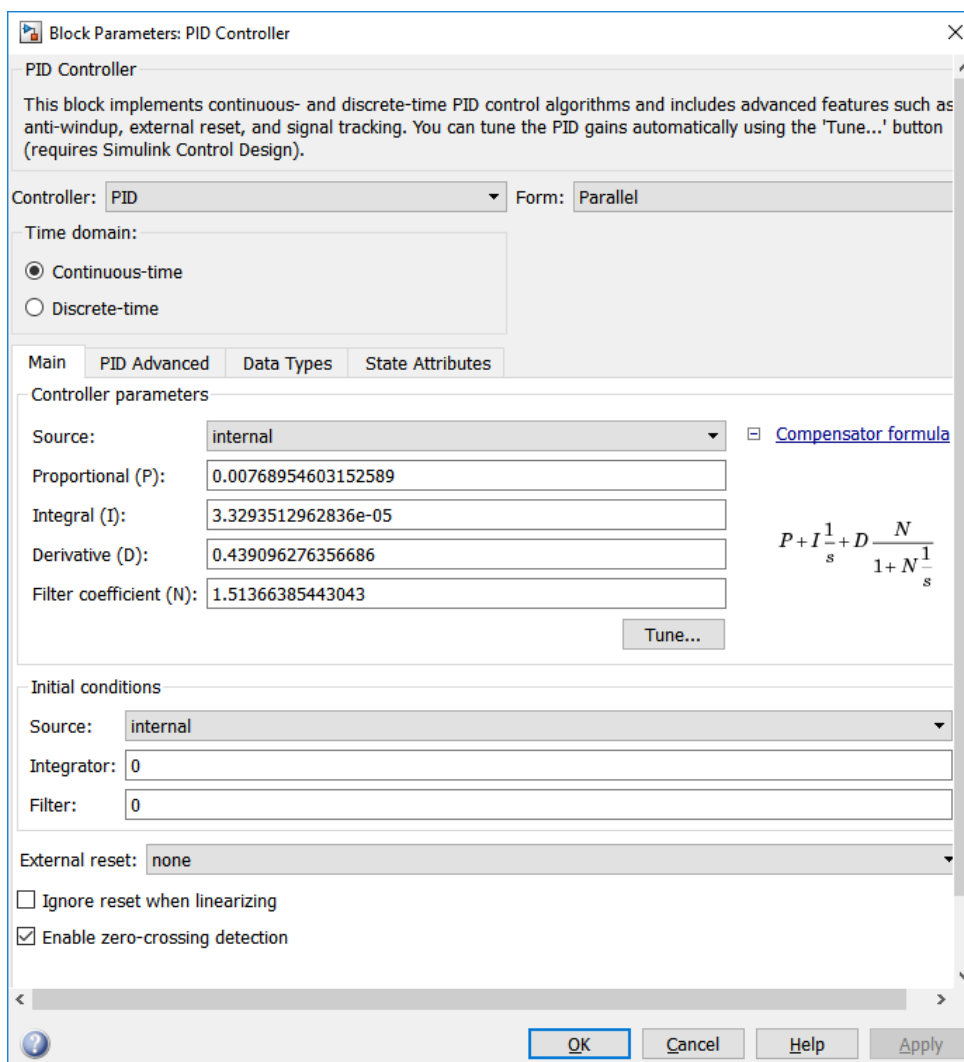 Block Parameters: PID Controller
PID Controller
This block implements continuous- and discrete-time PID control algorithms and includes advanced features such as
anti-windup, external reset, and signal tracking. You can tune the PID gains automatically using the 'Tune...' button
(requires Simulink Control Design).
Controller: PID Form: Parallel
Time domain:
Continuous-time
Discrete-time
Main PID Advanced Data Types State Attributes
Controller parameters
Source: internal Compensator formula
Proportional (P): 0.00768954603152589
Integral (I): 3.3293512962836e-05
Derivative (D): 0.439096276356686
P+I 1/s + D N/(1+N 1/s)
Filter coefficient (N): 1.51366385443043
Tune...
Initial conditions
Source: internal
Integrator: 0
Filter: 0
External reset: none
Ignore reset when linearizing
Enable zero-crossing detection
OK Cancel Help Apply